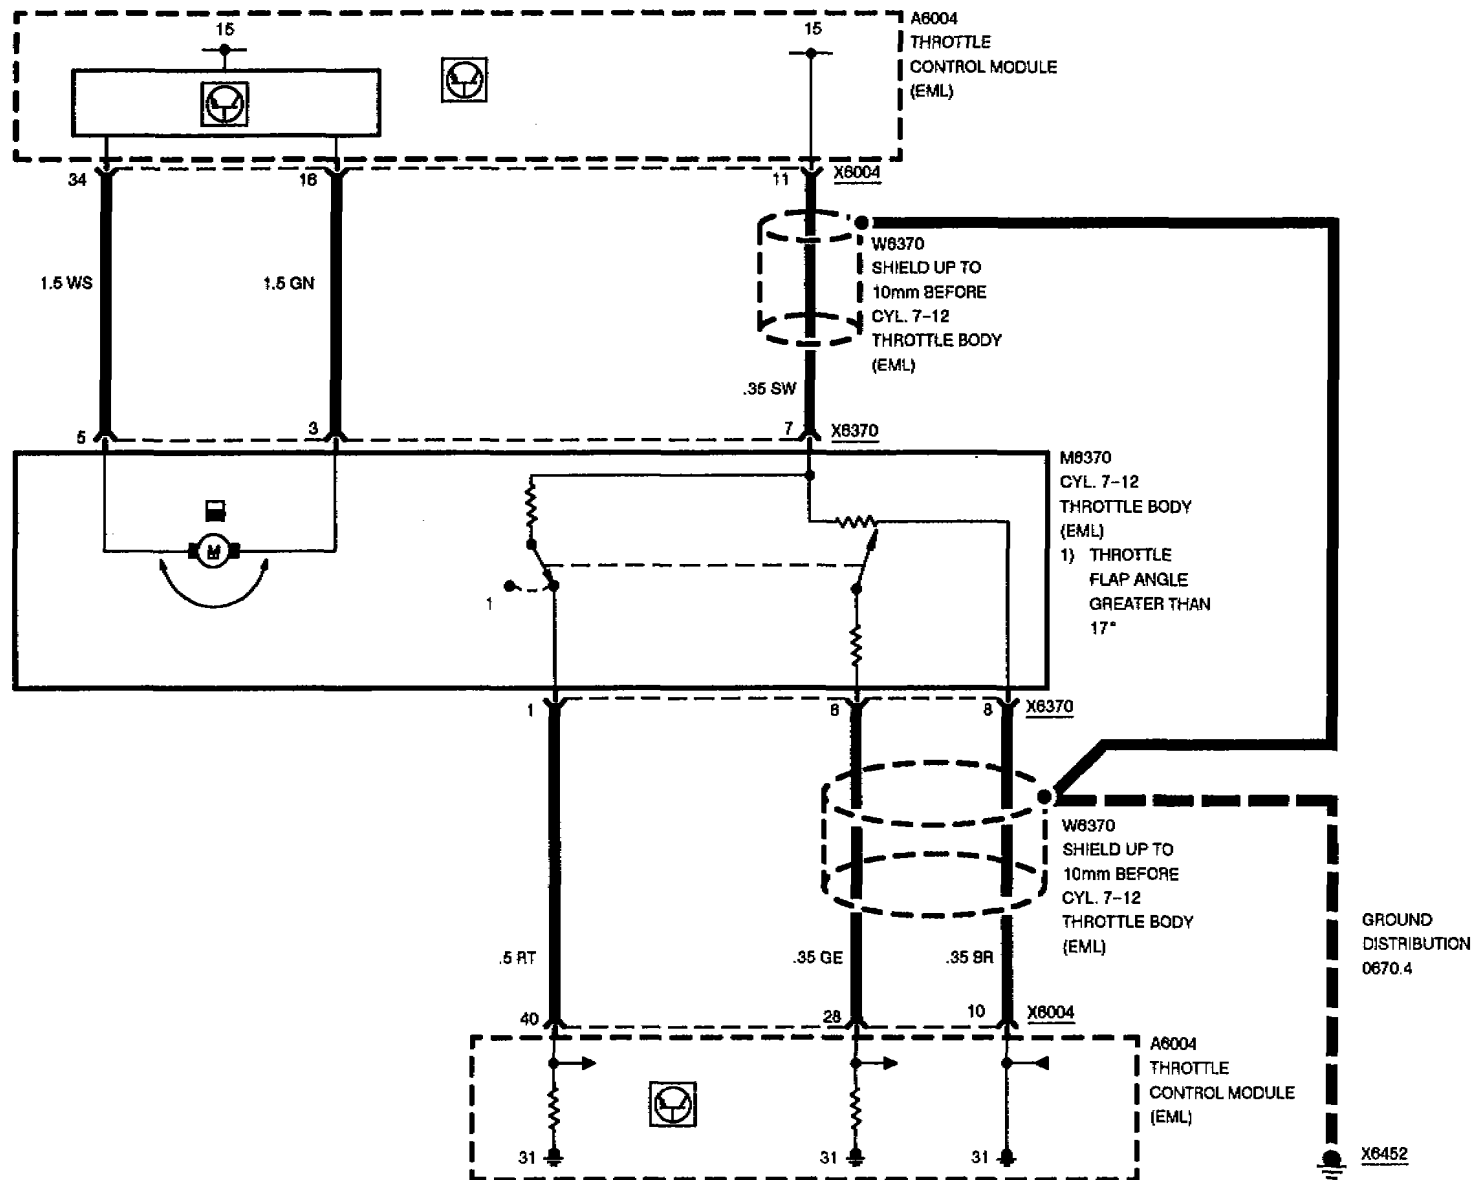 15
15
A6004
THROTTLE
CONTROL MODULE
(EML)
34
16
11
X6004
1.5 WS
1.5 GN
W6370
SHIELD UP TO
10mm BEFORE
CYL. 7-12
THROTTLE BODY
(EML)
.35 SW
5
3
7
X6370
M6370
CYL. 7-12
THROTTLE BODY
(EML)
1) THROTTLE
FLAP ANGLE
GREATER THAN
17°
M
1
1
6
8
X6370
W6370
SHIELD UP TO
10mm BEFORE
CYL. 7-12
THROTTLE BODY
(EML)
.5 RT
.35 GE
.35 BR
GROUND
DISTRIBUTION
0670.4
40
28
10
X6004
A6004
THROTTLE
CONTROL MODULE
(EML)
31
31
31
X6452